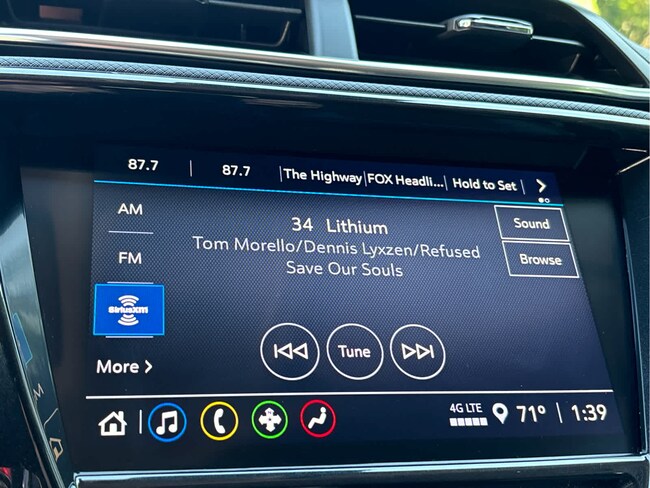 87.7 | 87.7 | The Highway | FOX Headli... | Hold to Set | >
AM
34 Lithium
Sound
Tom Morello/Dennis Lyxzen/Refused
FM
Browse
Save Our Souls
SiriusXM
Tune
More >
4G LTE 71° | 1:39
M